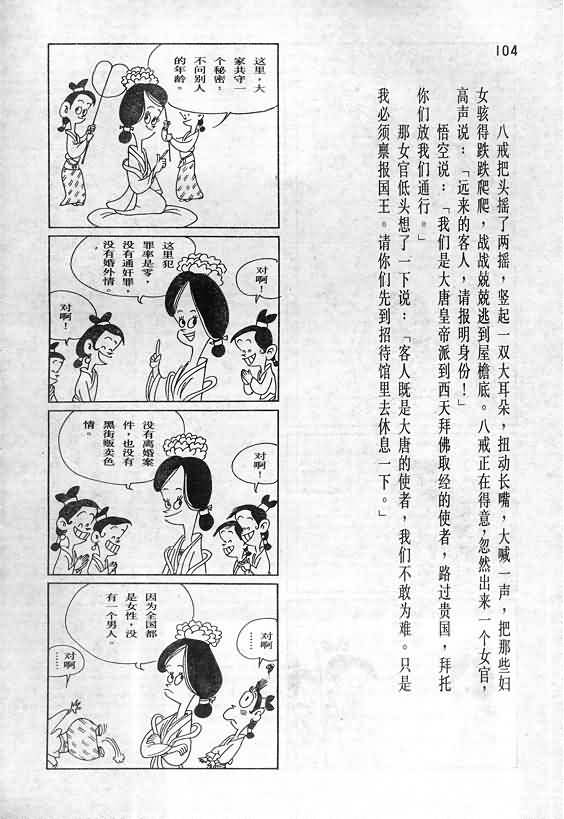 104
八戒把头摇了两摇，竖起一双大耳朵，扭动长嘴，大喊一声，把那些妇
女骇得跌跌爬爬，战战兢兢逃到屋檐底。八戒正在得意，忽然出来一个女官，
高声说：「远来的客人，请报明身份！」
悟空说：「我们是大唐皇帝派到西天拜佛取经的使者，路过贵国，拜托
你们放我们通行。」
那女官低头想了一下说：「客人既是大唐的使者，我们不敢为难。只是
我必须禀报国王。请你们先到招待馆里去休息一下。」
这里，大
家共守一
个秘密：
不问别人
的年龄。
对啊！
这里犯
罪率是零，
没有通奸罪，
没有婚外情。
对啊！
对啊！
没有离婚案
件，也没有
黑街贩卖色
情。
对啊
……
因为全国都
是女性，没
有一个男人。
对啊
……